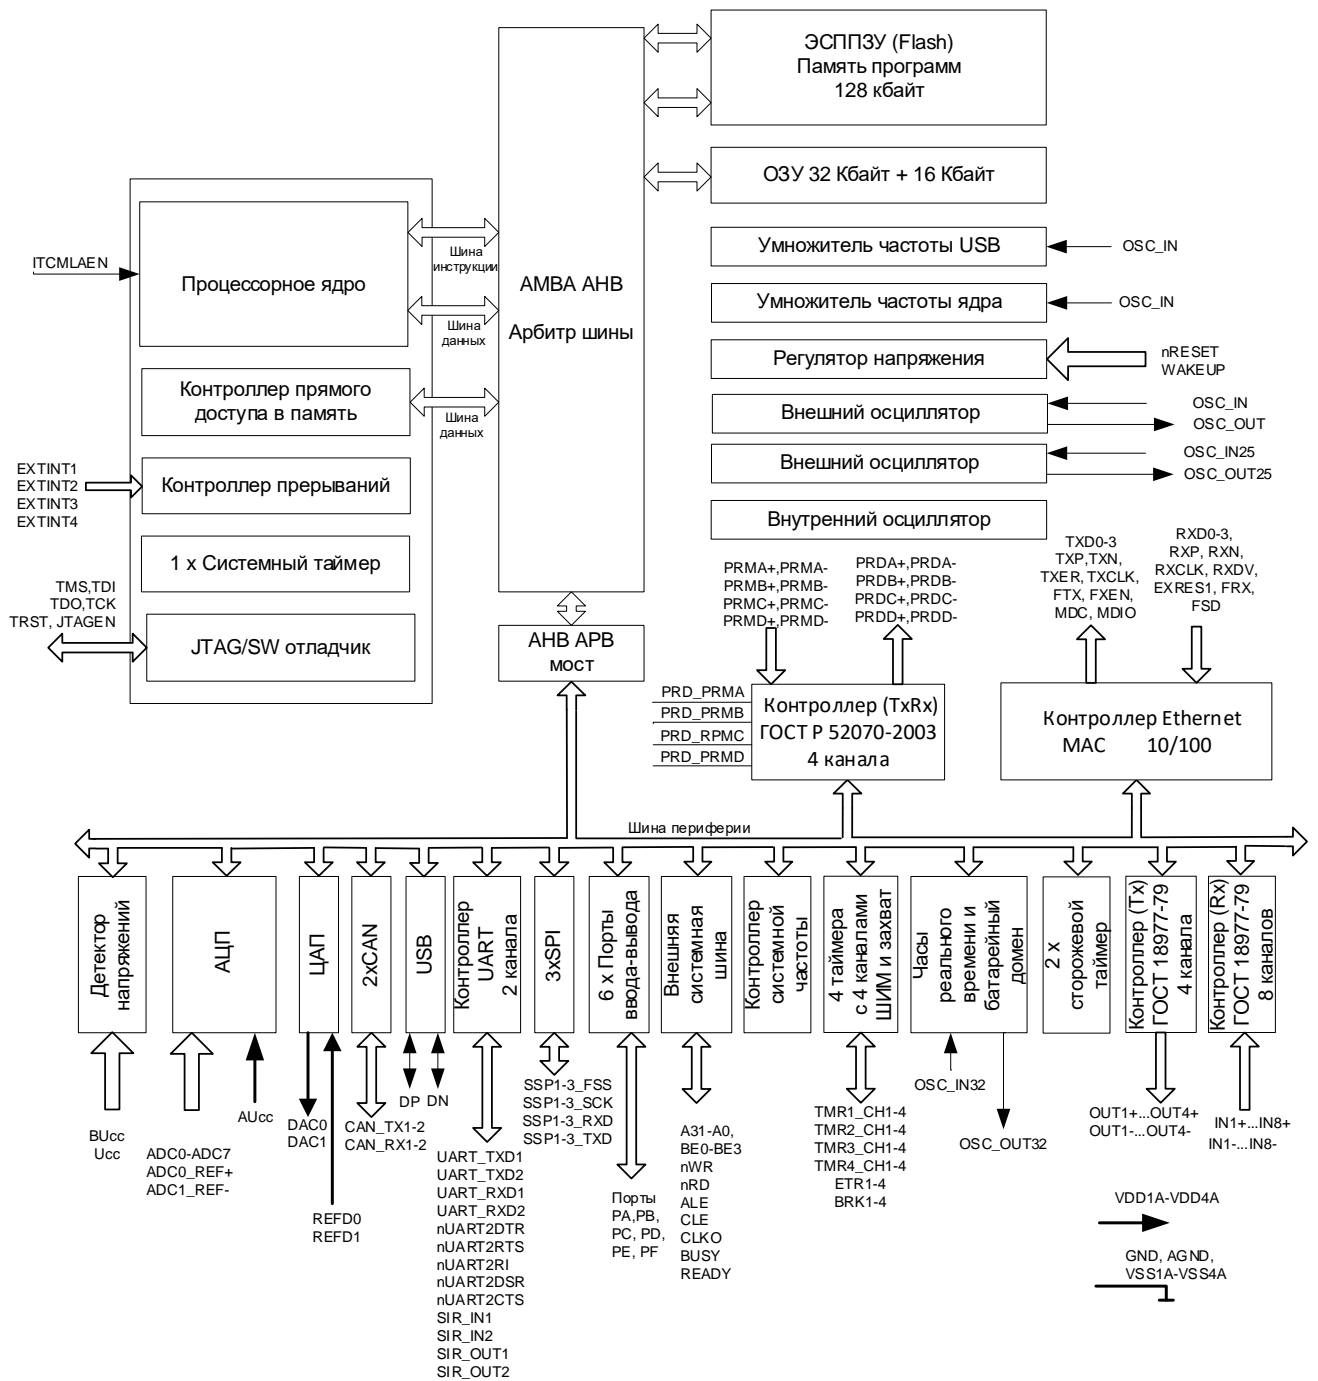 ЭСППЗУ (Flash)
Память программ
128 кбайт
ОЗУ 32 Кбайт + 16 Кбайт
Умножитель частоты USB
OSC_IN
Умножитель частоты ядра
OSC_IN
Регулятор напряжения
nRESET
WAKEUP
Внешний осциллятор
OSC_IN
OSC_OUT
Внешний осциллятор
OSC_IN25
OSC_OUT25
Внутренний осциллятор
ITCMLAEN
Процессорное ядро
Шина
инструкции
Шина
данных
АМВА АНВ
Арбитр шины
Контроллер прямого
доступа в память
Шина
данных
EXTINT1
EXTINT2
EXTINT3
EXTINT4
Контроллер прерываний
1 x Системный таймер
TMS,TDI
TDO,TCK
TRST, JTAGEN
JTAG/SW отладчик
АНВ АРВ
мост
PRMA+,PRMA-
PRMB+,PRMB-
PRMC+,PRMC-
PRMD+,PRMD-
PRDA+,PRDA-
PRDB+,PRDB-
PRDC+,PRDC-
PRDD+,PRDD-
TXD0-3
TXP,TXN,
TXER, TXCLK,
FTX, FXEN,
MDC, MDIO
RXD0-3,
RXP, RXN,
RXCLK, RXDV,
EXRES1, FRX,
FSD
PRD_PRMA
PRD_PRMB
PRD_RPMC
PRD_PRMD
Контроллер (TxRx)
ГОСТ Р 52070-2003
4 канала
Контроллер Ethernet
MAC 10/100
Шина периферии
Детектор
напряжений
АЦП
ЦАП
2xCAN
USB
Контроллер
UART
2 канала
3xSPI
6 x Порты
ввода-вывода
Внешняя
системная
шина
Контроллер
системной
частоты
4 таймера
с 4 каналами
ШИМ и захват
Часы
реального
времени и
батарейный
домен
2 x
сторожевой
таймер
Контроллер (Tx)
ГОСТ 18977-79
4 канала
Контроллер (Rx)
ГОСТ 18977-79
8 каналов
BUcc
Ucc
ADC0-ADC7
ADC0_REF+
ADC1_REF-
AUcc
DAC0
DAC1
REFD0
REFD1
CAN_TX1-2
CAN_RX1-2
DP
DN
UART_TXD1
UART_TXD2
UART_RXD1
UART_RXD2
nUART2DTR
nUART2RTS
nUART2RI
nUART2DSR
nUART2CTS
SIR_IN1
SIR_IN2
SIR_OUT1
SIR_OUT2
SSP1-3_FSS
SSP1-3_SCK
SSP1-3_RXD
SSP1-3_TXD
Порты
PA,PB,
PC, PD,
PE, PF
A31-A0,
BE0-BE3
nWR
nRD
ALE
CLE
CLKO
BUSY
READY
TMR1_CH1-4
TMR2_CH1-4
TMR3_CH1-4
TMR4_CH1-4
ETR1-4
BRK1-4
OSC_IN32
OSC_OUT32
OUT1+...OUT4+
OUT1-...OUT4-
IN1+...IN8+
IN1-...IN8-
VDD1A-VDD4A
GND, AGND,
VSS1A-VSS4A